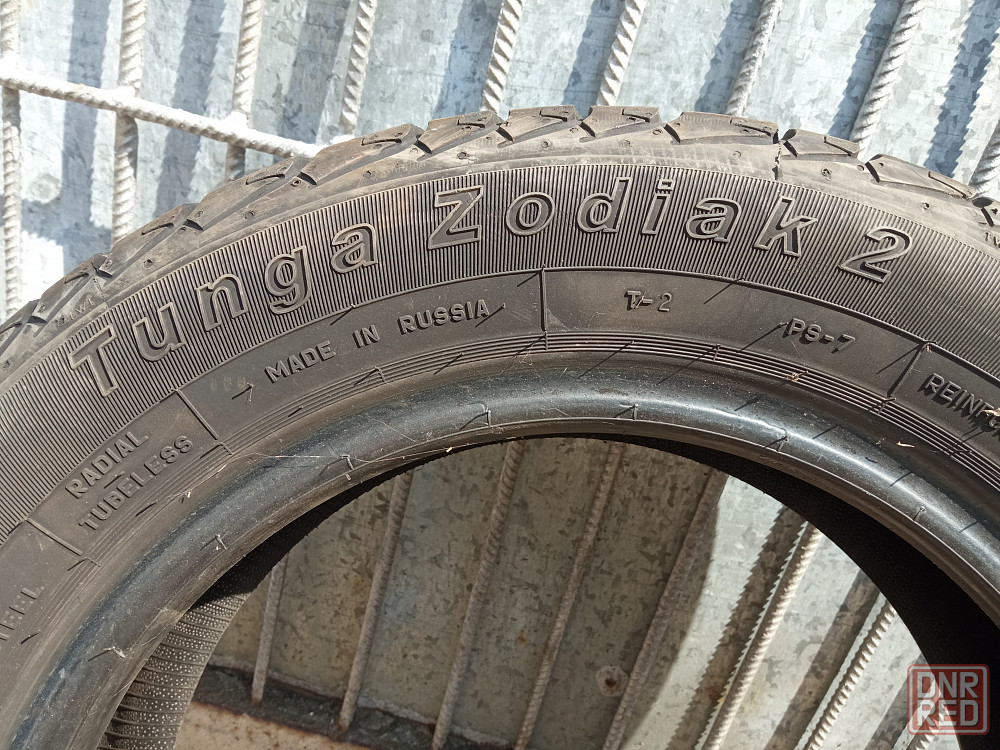 Tunga Zodiak 2
MADE IN RUSSIA
T-2
PS-7
RADIAL
TUBELESS
DNR
RED